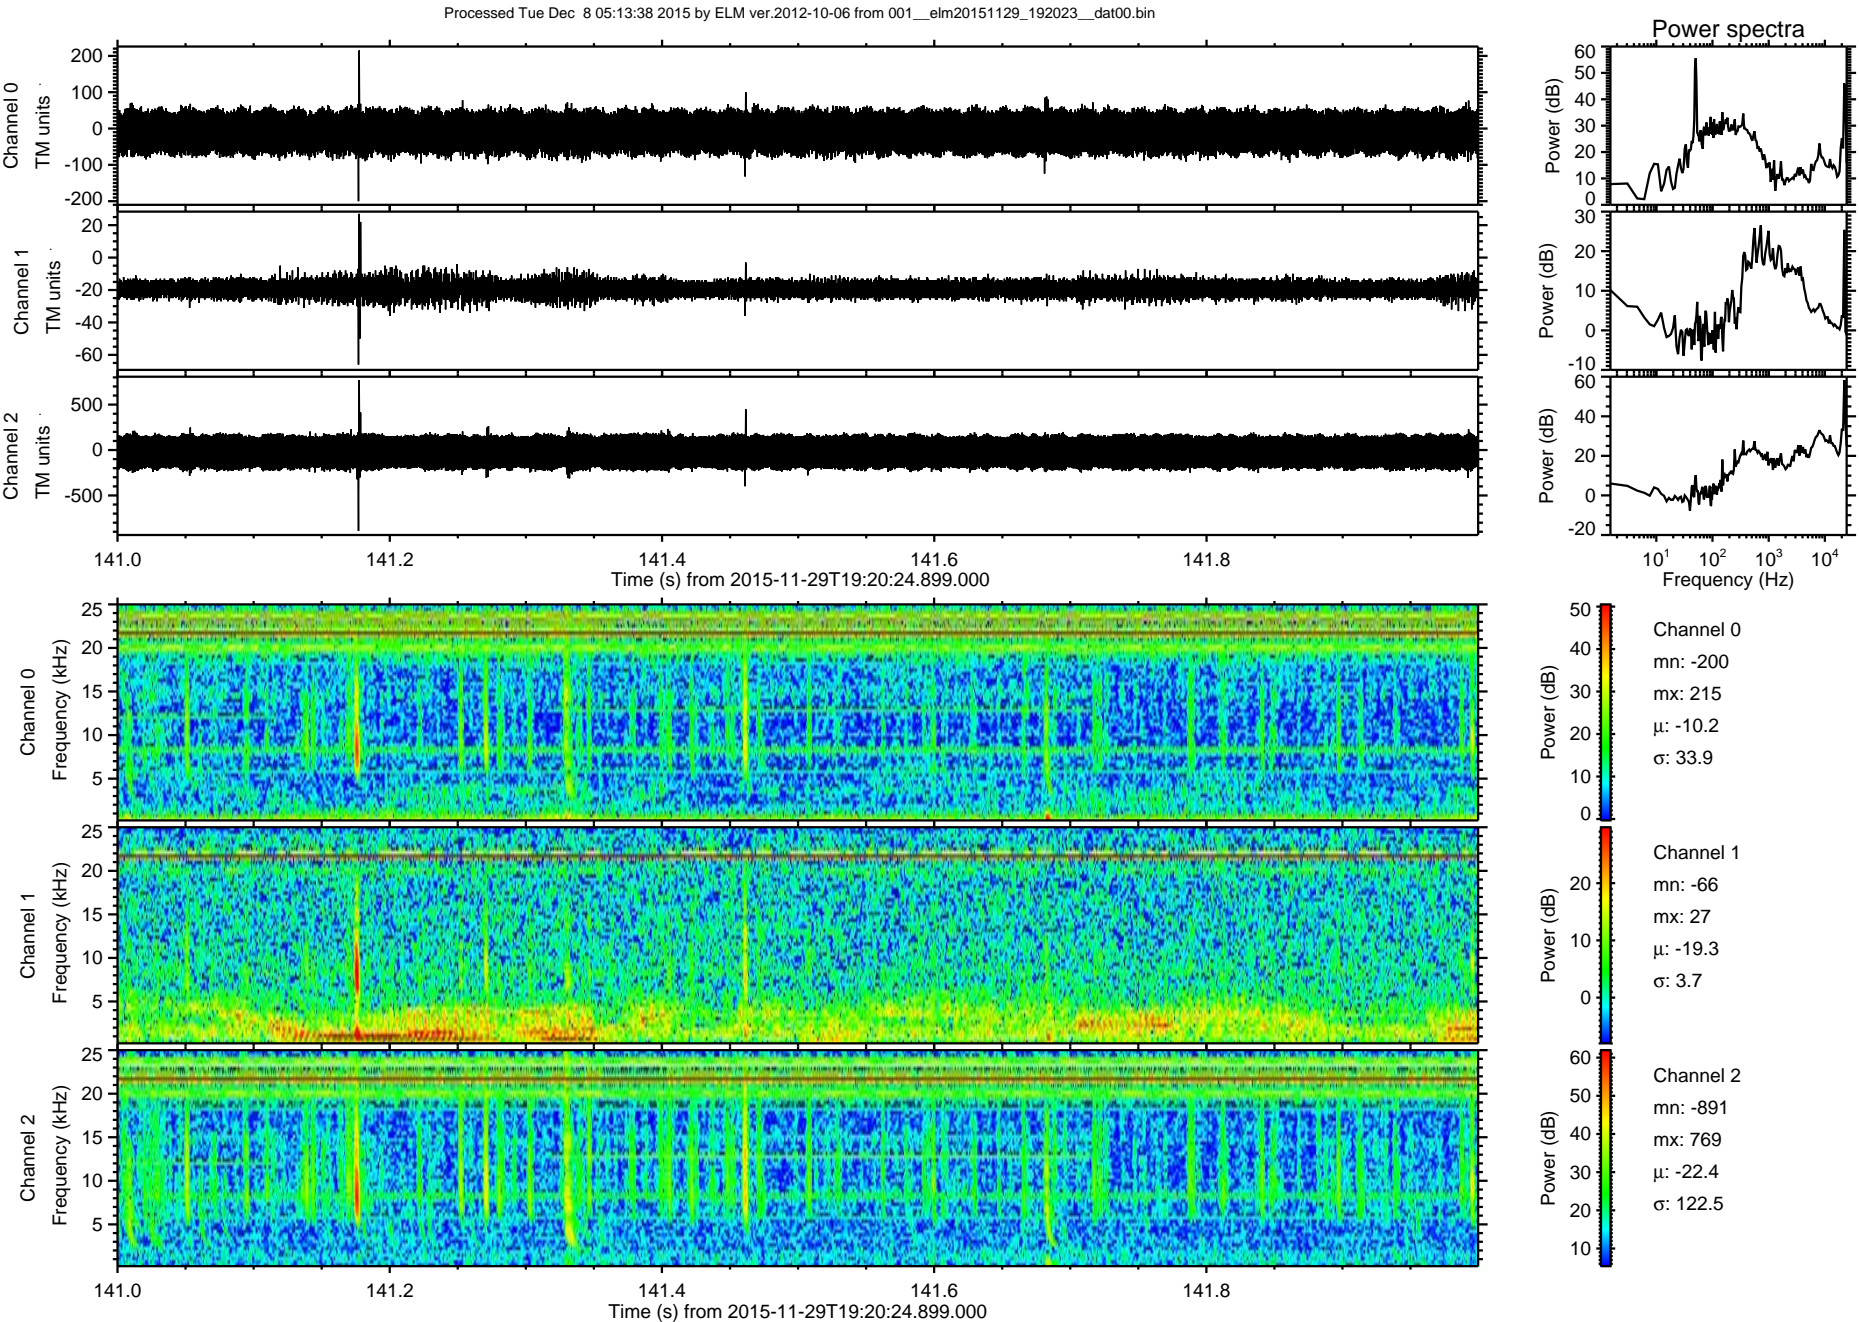 Processed Tue Dec  8 05:13:38 2015 by ELM ver.2012-10-06 from 001__elm20151129_192023__dat00.bin
Power spectra
Channel 0
TM units
200
100
0
-100
-200
Power (dB)
60
50
40
30
20
10
0
Channel 1
TM units
20
0
-20
-40
-60
Power (dB)
30
20
10
0
-10
Channel 2
TM units
500
0
-500
Power (dB)
60
40
20
0
-20
141.0 141.2 141.4 141.6 141.8
Time (s) from 2015-11-29T19:20:24.899.000
10^1 10^2 10^3 10^4
Frequency (Hz)
Channel 0
Frequency (kHz)
25
20
15
10
5
Power (dB)
50
40
30
20
10
0
Channel 0
mn: -200
mx: 215
μ: -10.2
σ: 33.9
Channel 1
Frequency (kHz)
25
20
15
10
5
Power (dB)
20
10
0
Channel 1
mn: -66
mx: 27
μ: -19.3
σ: 3.7
Channel 2
Frequency (kHz)
25
20
15
10
5
Power (dB)
60
50
40
30
20
10
Channel 2
mn: -891
mx: 769
μ: -22.4
σ: 122.5
141.0 141.2 141.4 141.6 141.8
Time (s) from 2015-11-29T19:20:24.899.000